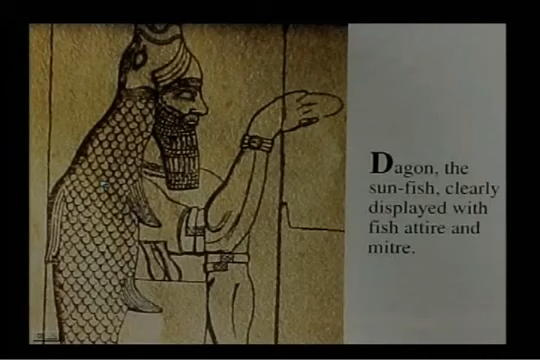 Dagon, the
sun-fish, clearly
displayed with
fish attire and
mitre.